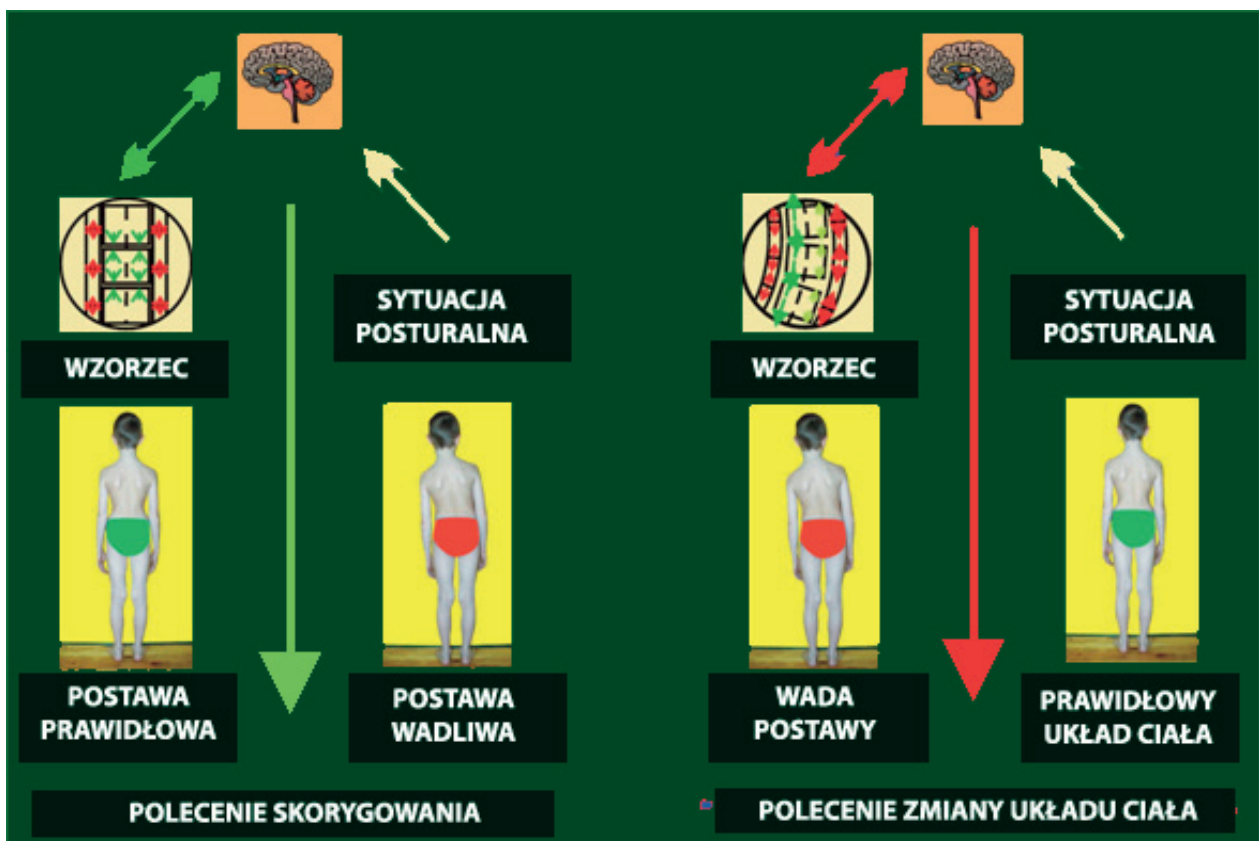 WZORZEC
SYTUACJA
POSTURALNA
POSTAWA
PRAWIDŁOWA
POSTAWA
WADLIWA
POLECENIE SKORYGOWANIA
WZORZEC
SYTUACJA
POSTURALNA
WADA
POSTAWY
PRAWIDŁOWY
UKŁAD CIAŁA
POLECENIE ZMIANY UKŁADU CIAŁA